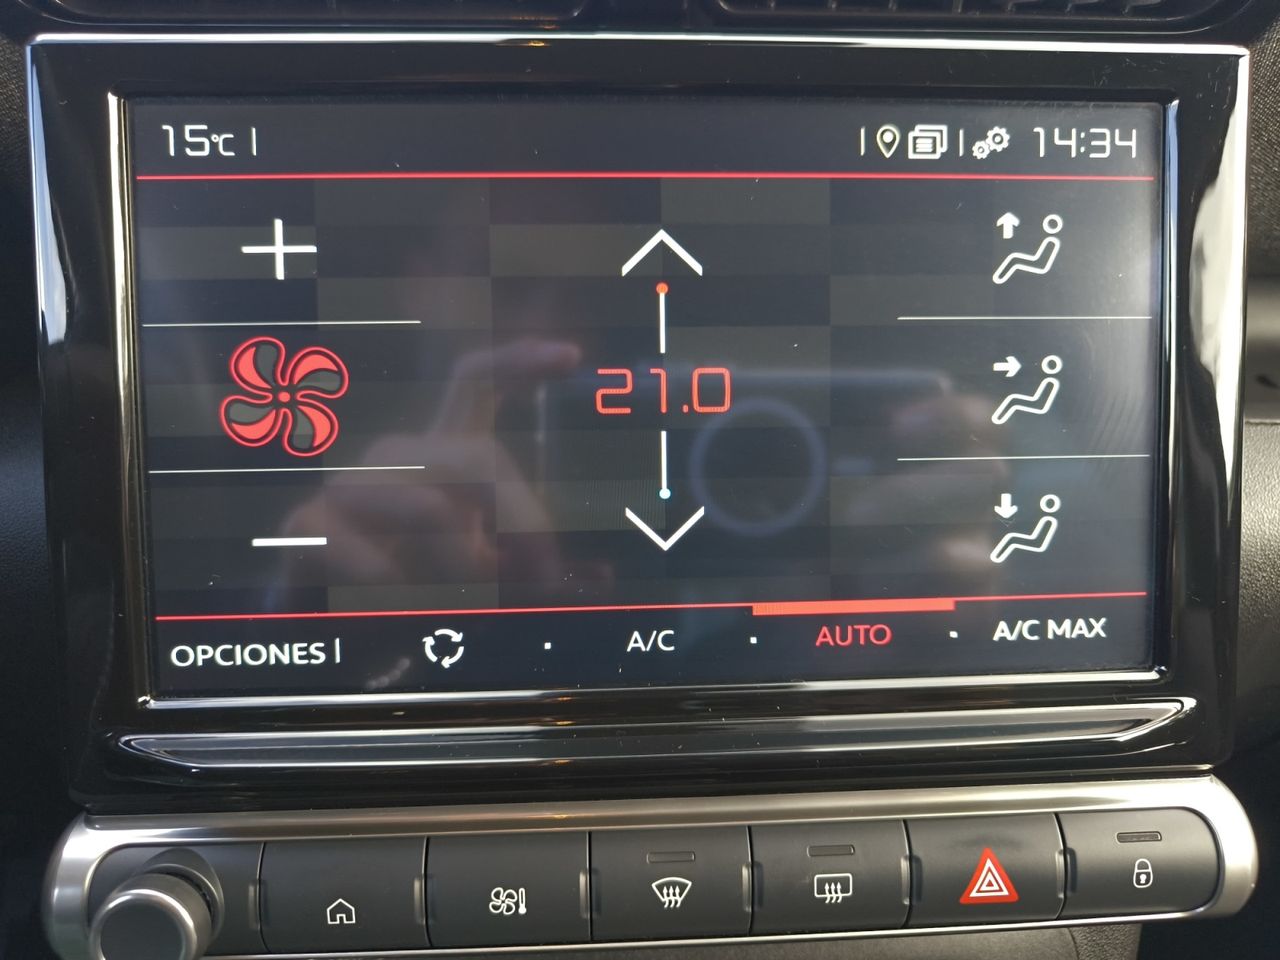 15°C
14:34
21.0
OPCIONES
A/C
AUTO
A/C MAX